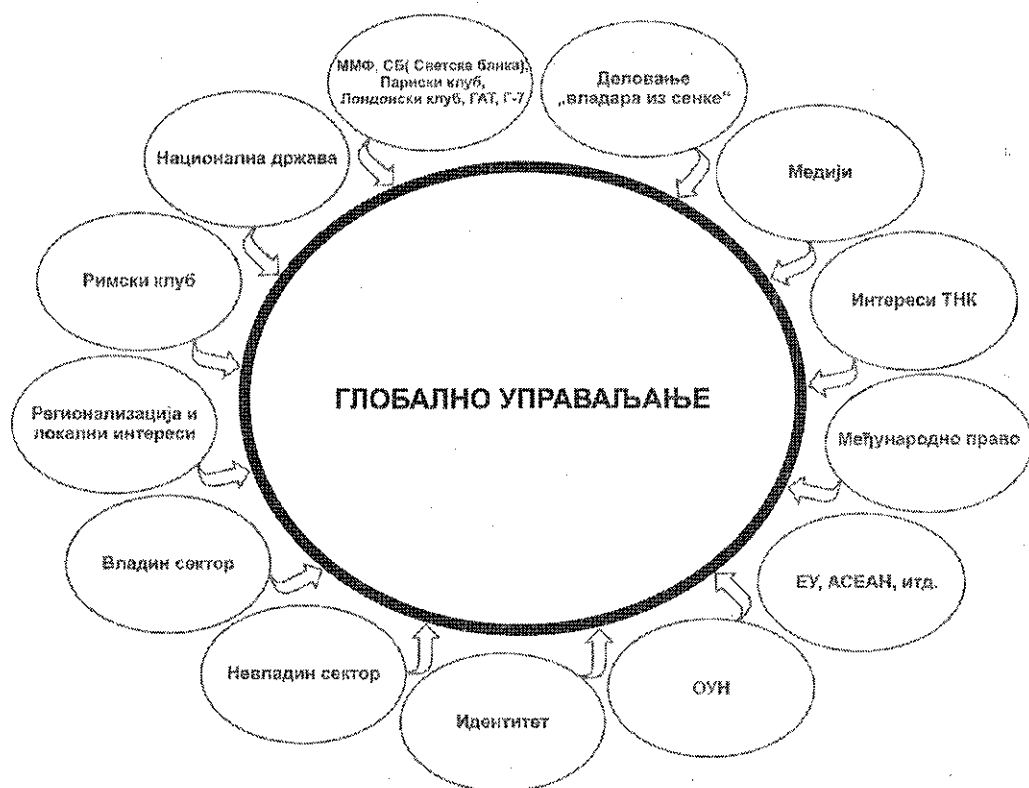 ММФ, СБ( Светска банка),
Париски клуб,
Лондонски клуб, ГАТ, Г-7
Деловање
„владара из сенке“
Медији
Интереси ТНК
Међународно право
ЕУ, АСЕАН, итд.
ОУН
Идентитет
Невладин сектор
Владин сектор
Регионализација и
локални интереси
Римски клуб
Национална држава
ГЛОБАЛНО УПРАВАЉАЊЕ